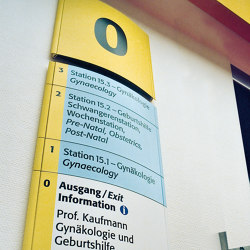 0
3 Station 15.3 – Gynäkologie
Gynaecology
2 Station 15.2 – Geburtshilfe
Schwangerenstation,
Wochenstation,
Pre-Natal, Obstetrics,
Post-Natal
1 Station 15.1 – Gynäkologie
Gynaecology
0 Ausgang / Exit
Information i
Prof. Kaufmann
Gynäkologie und
Geburtshilfe